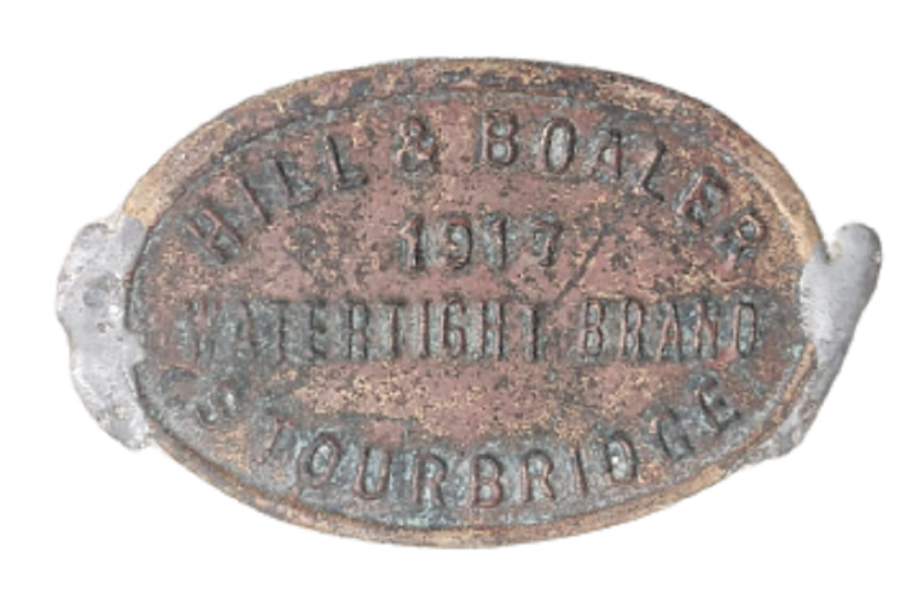 HILL & BOALER
1917
WATERTIGHT BRAND
STOURBRIDGE